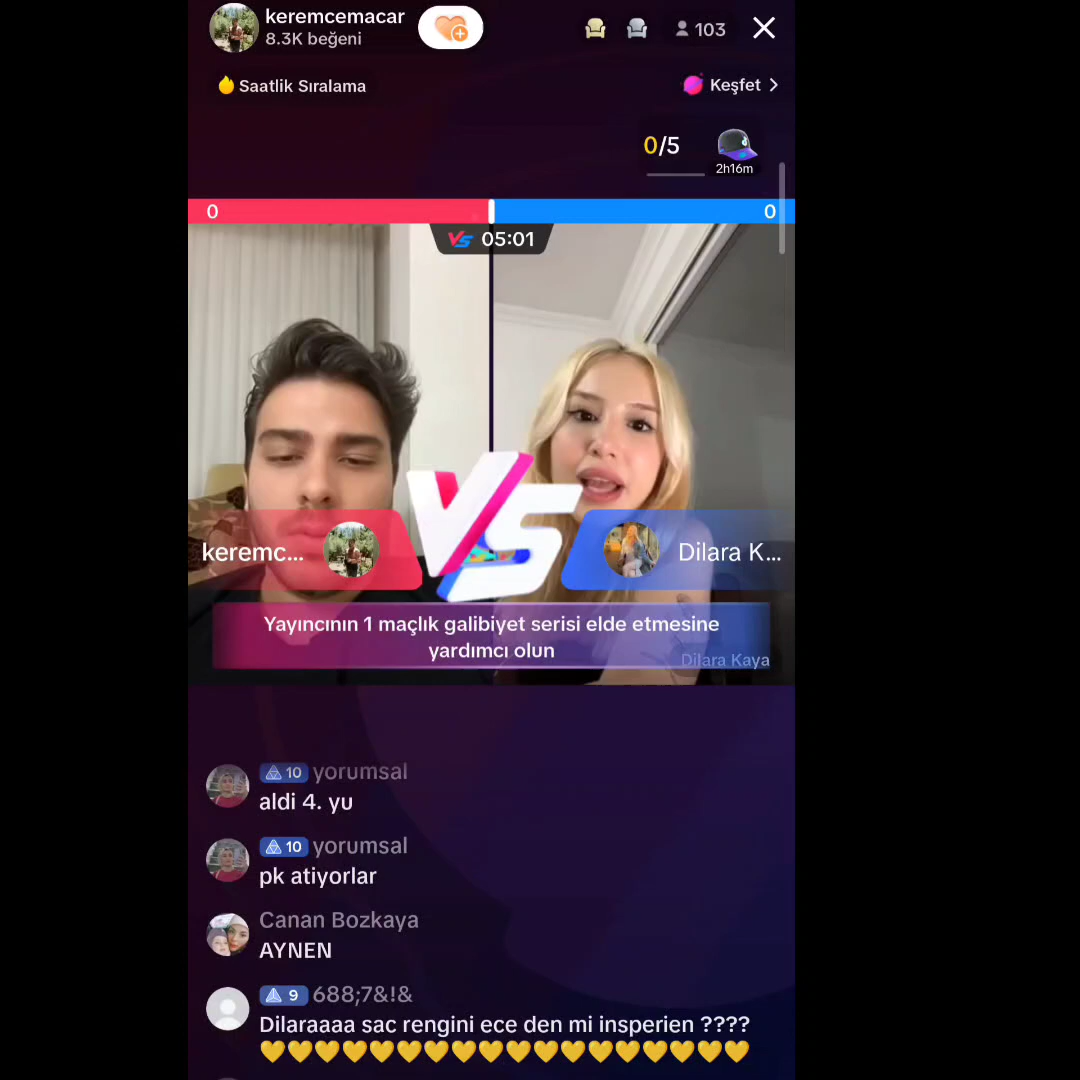 keremcemacar
8.3K beğeni
103
Saatlik Sıralama
Keşfet
0/5
2h16m
0
0
VS 05:01
VS
keremc...
Dilara K...
Yayıncının 1 maçlık galibiyet serisi elde etmesine
yardımcı olun
Dilara Kaya
10 yorumsal
aldi 4. yu
10 yorumsal
pk atiyorlar
Canan Bozkaya
AYNEN
9 688;7&!&
Dilaraaaa sac rengini ece den mi insperien ????
💛💛💛💛💛💛💛💛💛💛💛💛💛💛💛💛💛💛